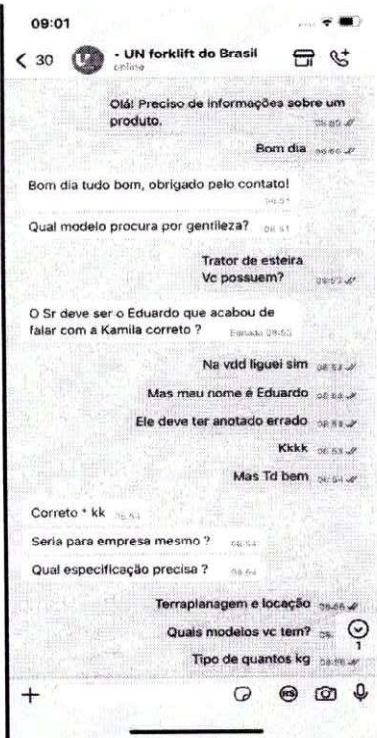 09:01
30
- UN forklift do Brasil
online
Olá! Preciso de informações sobre um
produto.
Bom dia
Bom dia tudo bom, obrigado pelo contato!
Qual modelo procura por gentileza?
Trator de esteira
Vc possuem?
O Sr deve ser o Eduardo que acabou de
falar com a Kamila correto ?
Editada 08:53
Na vdd liguei sim
Mas meu nome é Eduardo
Ele deve ter anotado errado
Kkkk
Mas Td bem
Correto * kk
Seria para empresa mesmo ?
Qual especificação precisa ?
Terraplanagem e locação
Quais modelos vc tem?
1
Tipo de quantos kg